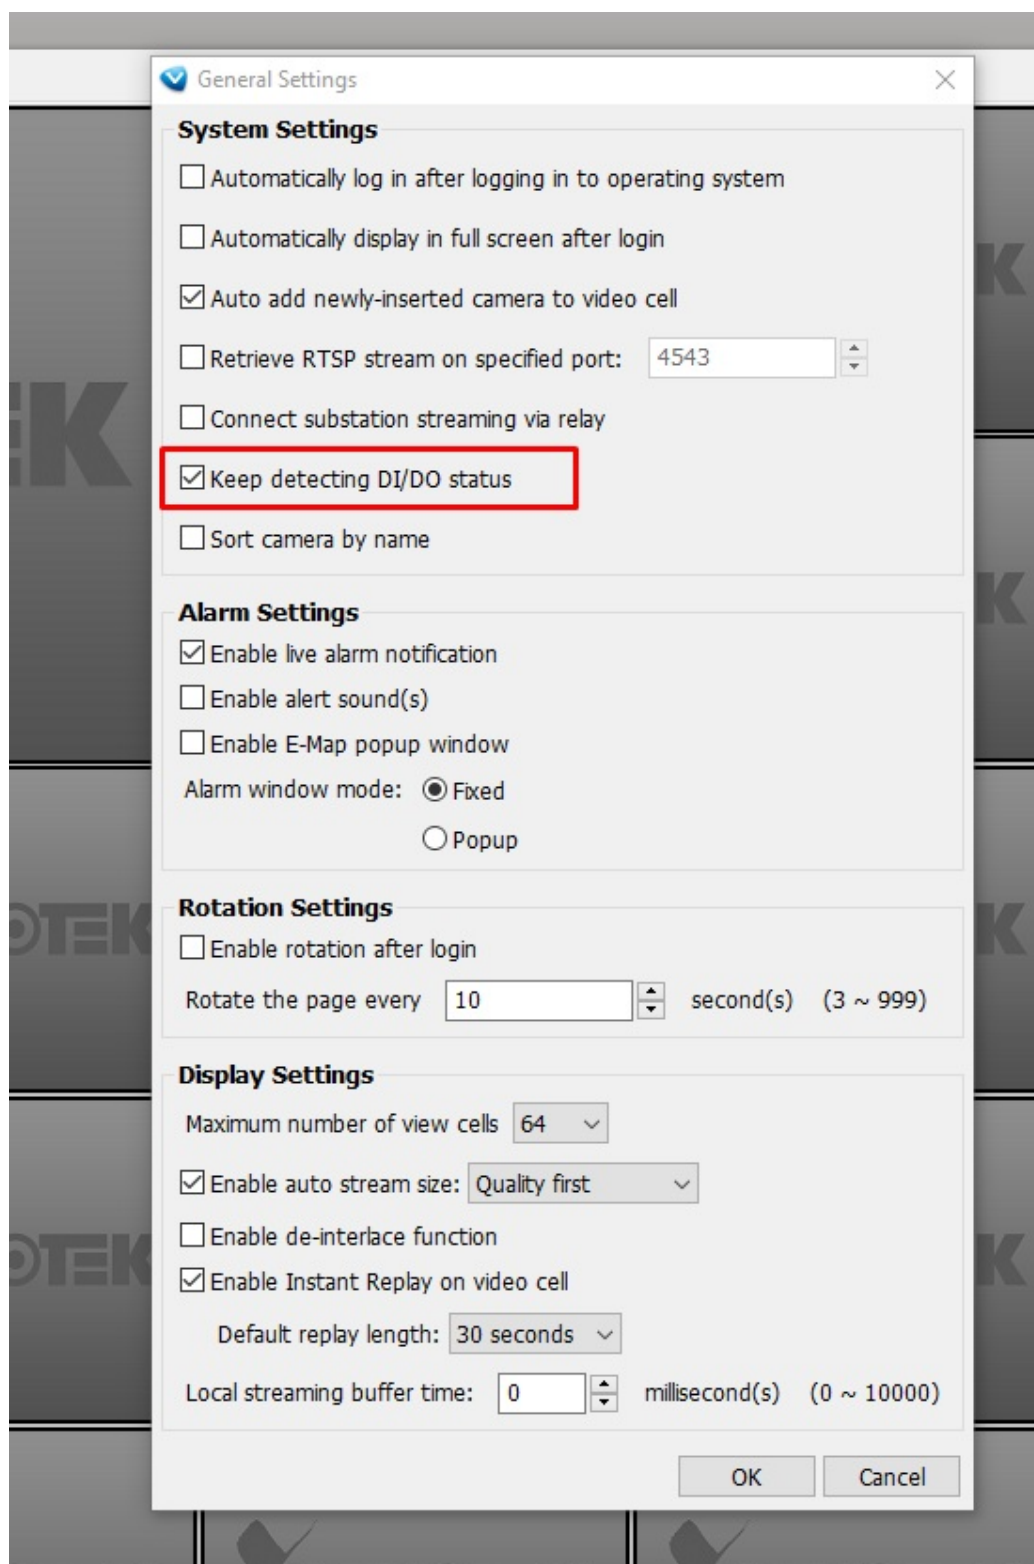 General Settings
System Settings
Automatically log in after logging in to operating system
Automatically display in full screen after login
Auto add newly-inserted camera to video cell
Retrieve RTSP stream on specified port: 4543
Connect substation streaming via relay
Keep detecting DI/DO status
Sort camera by name
Alarm Settings
Enable live alarm notification
Enable alert sound(s)
Enable E-Map popup window
Alarm window mode: Fixed
Popup
Rotation Settings
Enable rotation after login
Rotate the page every 10 second(s) (3 ~ 999)
Display Settings
Maximum number of view cells 64
Enable auto stream size: Quality first
Enable de-interlace function
Enable Instant Replay on video cell
Default replay length: 30 seconds
Local streaming buffer time: 0 millisecond(s) (0 ~ 10000)
OK Cancel